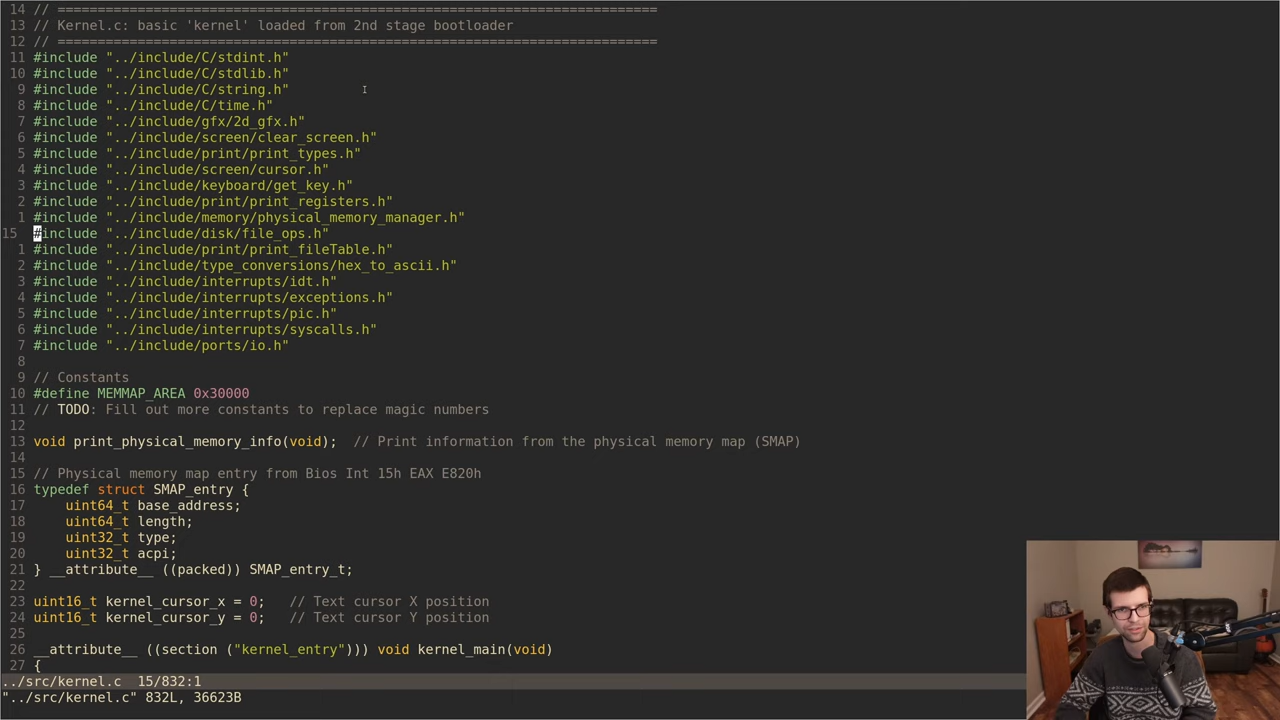 14 // ===========================================================================
13 // Kernel.c: basic 'kernel' loaded from 2nd stage bootloader
12 // ===========================================================================
11 #include "../include/C/stdint.h"
10 #include "../include/C/stdlib.h"
9 #include "../include/C/string.h"
8 #include "../include/C/time.h"
7 #include "../include/gfx/2d_gfx.h"
6 #include "../include/screen/clear_screen.h"
5 #include "../include/print/print_types.h"
4 #include "../include/screen/cursor.h"
3 #include "../include/keyboard/get_key.h"
2 #include "../include/print/print_registers.h"
1 #include "../include/memory/physical_memory_manager.h"
15 #include "../include/disk/file_ops.h"
1 #include "../include/print/print_fileTable.h"
2 #include "../include/type_conversions/hex_to_ascii.h"
3 #include "../include/interrupts/idt.h"
4 #include "../include/interrupts/exceptions.h"
5 #include "../include/interrupts/pic.h"
6 #include "../include/interrupts/syscalls.h"
7 #include "../include/ports/io.h"
8
9 // Constants
10 #define MEMMAP_AREA 0x30000
11 // TODO: Fill out more constants to replace magic numbers
12
13 void print_physical_memory_info(void);  // Print information from the physical memory map (SMAP)
14
15 // Physical memory map entry from Bios Int 15h EAX E820h
16 typedef struct SMAP_entry {
17     uint64_t base_address;
18     uint64_t length;
19     uint32_t type;
20     uint32_t acpi;
21 } __attribute__ ((packed)) SMAP_entry_t;
22
23 uint16_t kernel_cursor_x = 0;   // Text cursor X position
24 uint16_t kernel_cursor_y = 0;   // Text cursor Y position
25
26 __attribute__ ((section ("kernel_entry"))) void kernel_main(void)
27 {
../src/kernel.c  15/832:1
"../src/kernel.c" 832L, 36623B